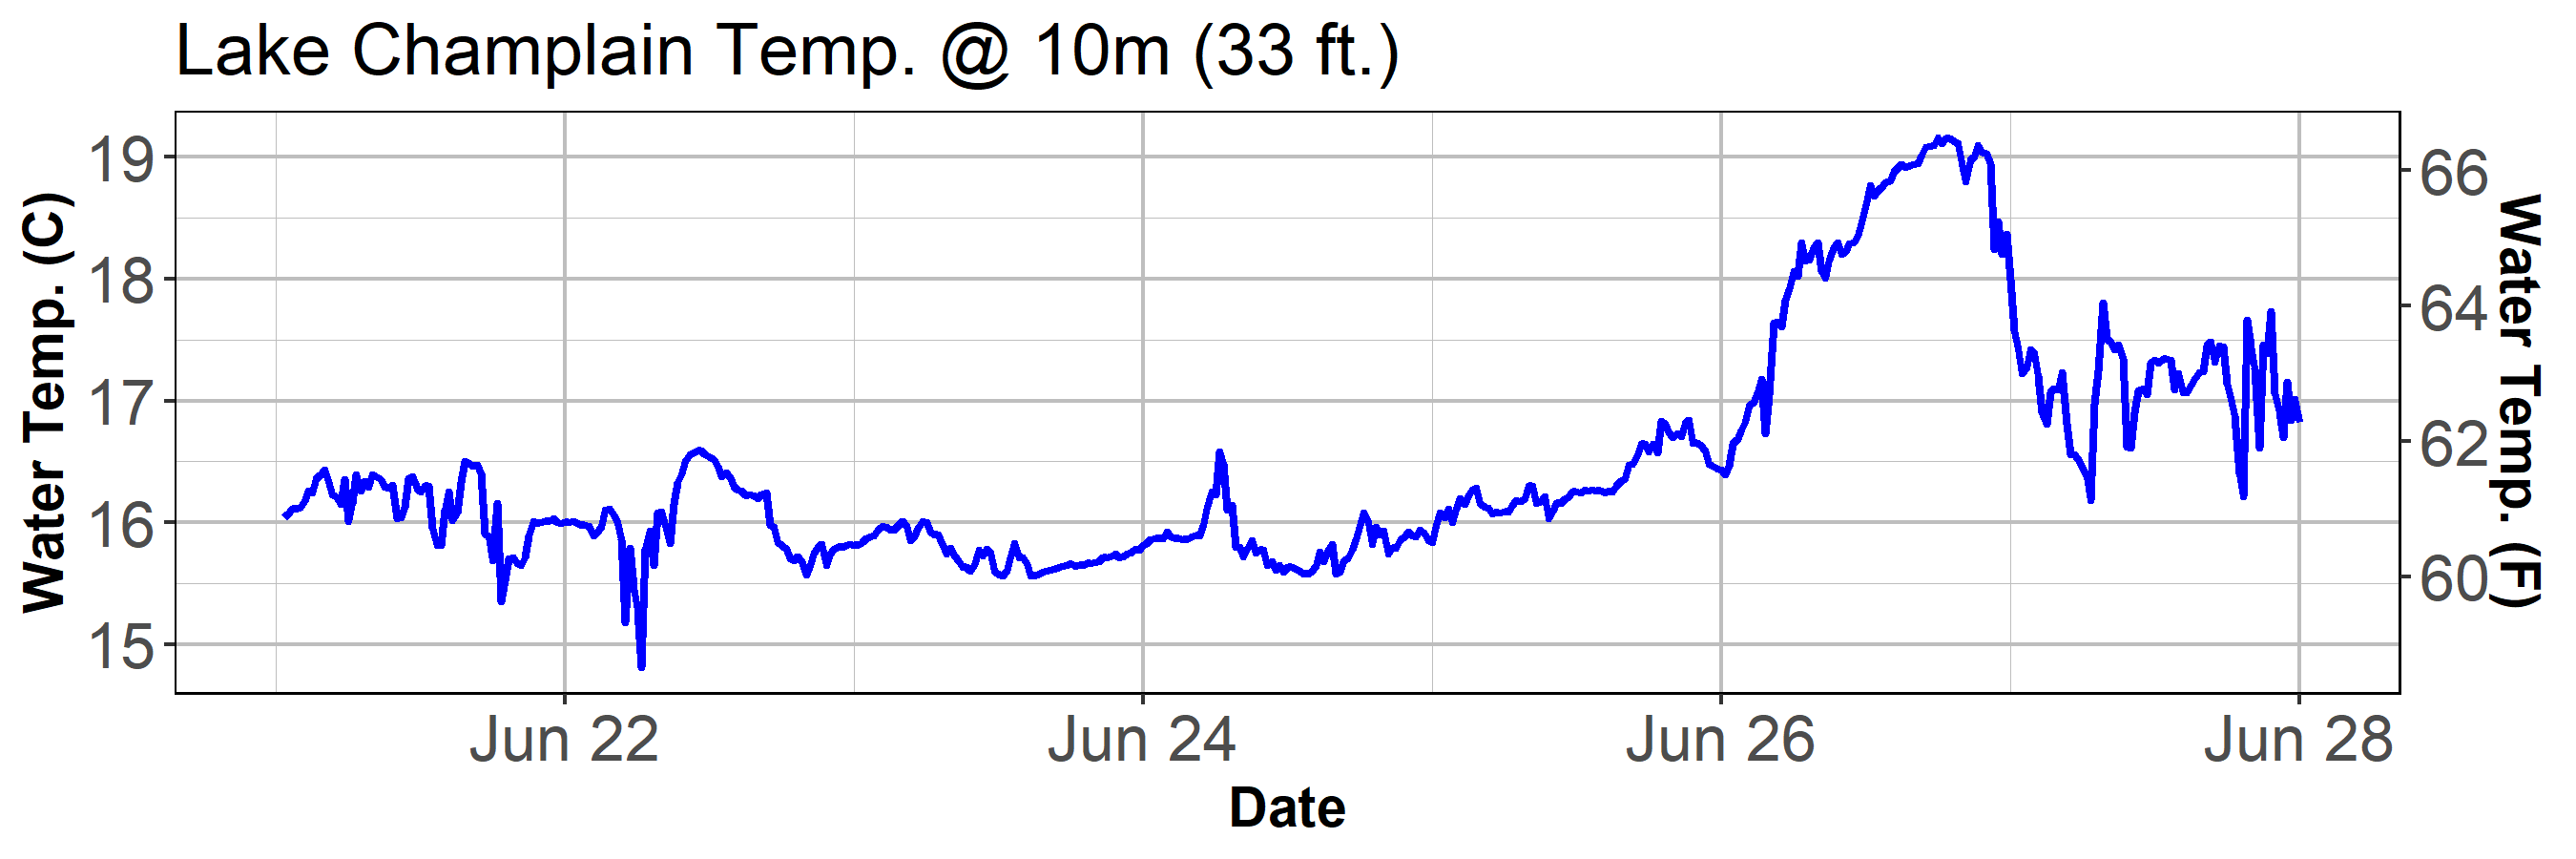 Lake Champlain Temp. @ 10m (33 ft.)
Water Temp. (C)
19
18
17
16
15
66
64
62
60
Water Temp. (F)
Jun 22 Jun 24 Jun 26 Jun 28
Date